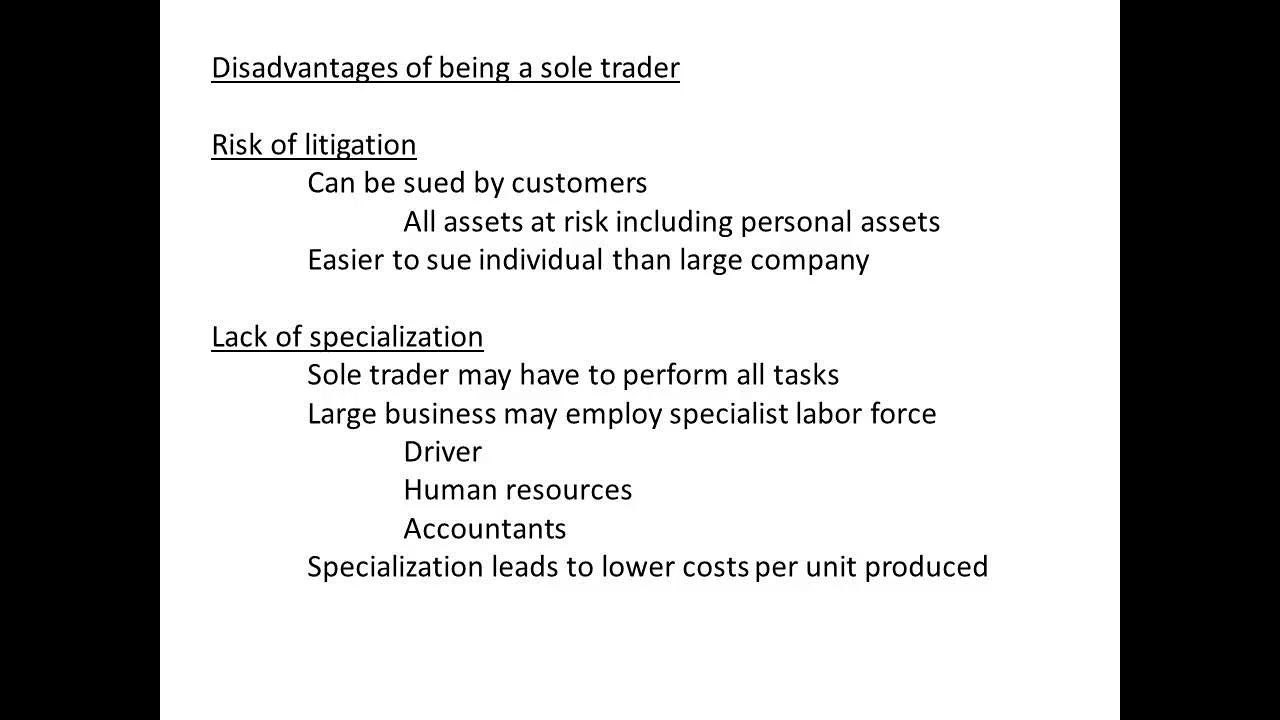 Disadvantages of being a sole trader
Risk of litigation
Can be sued by customers
All assets at risk including personal assets
Easier to sue individual than large company
Lack of specialization
Sole trader may have to perform all tasks
Large business may employ specialist labor force
Driver
Human resources
Accountants
Specialization leads to lower costs per unit produced